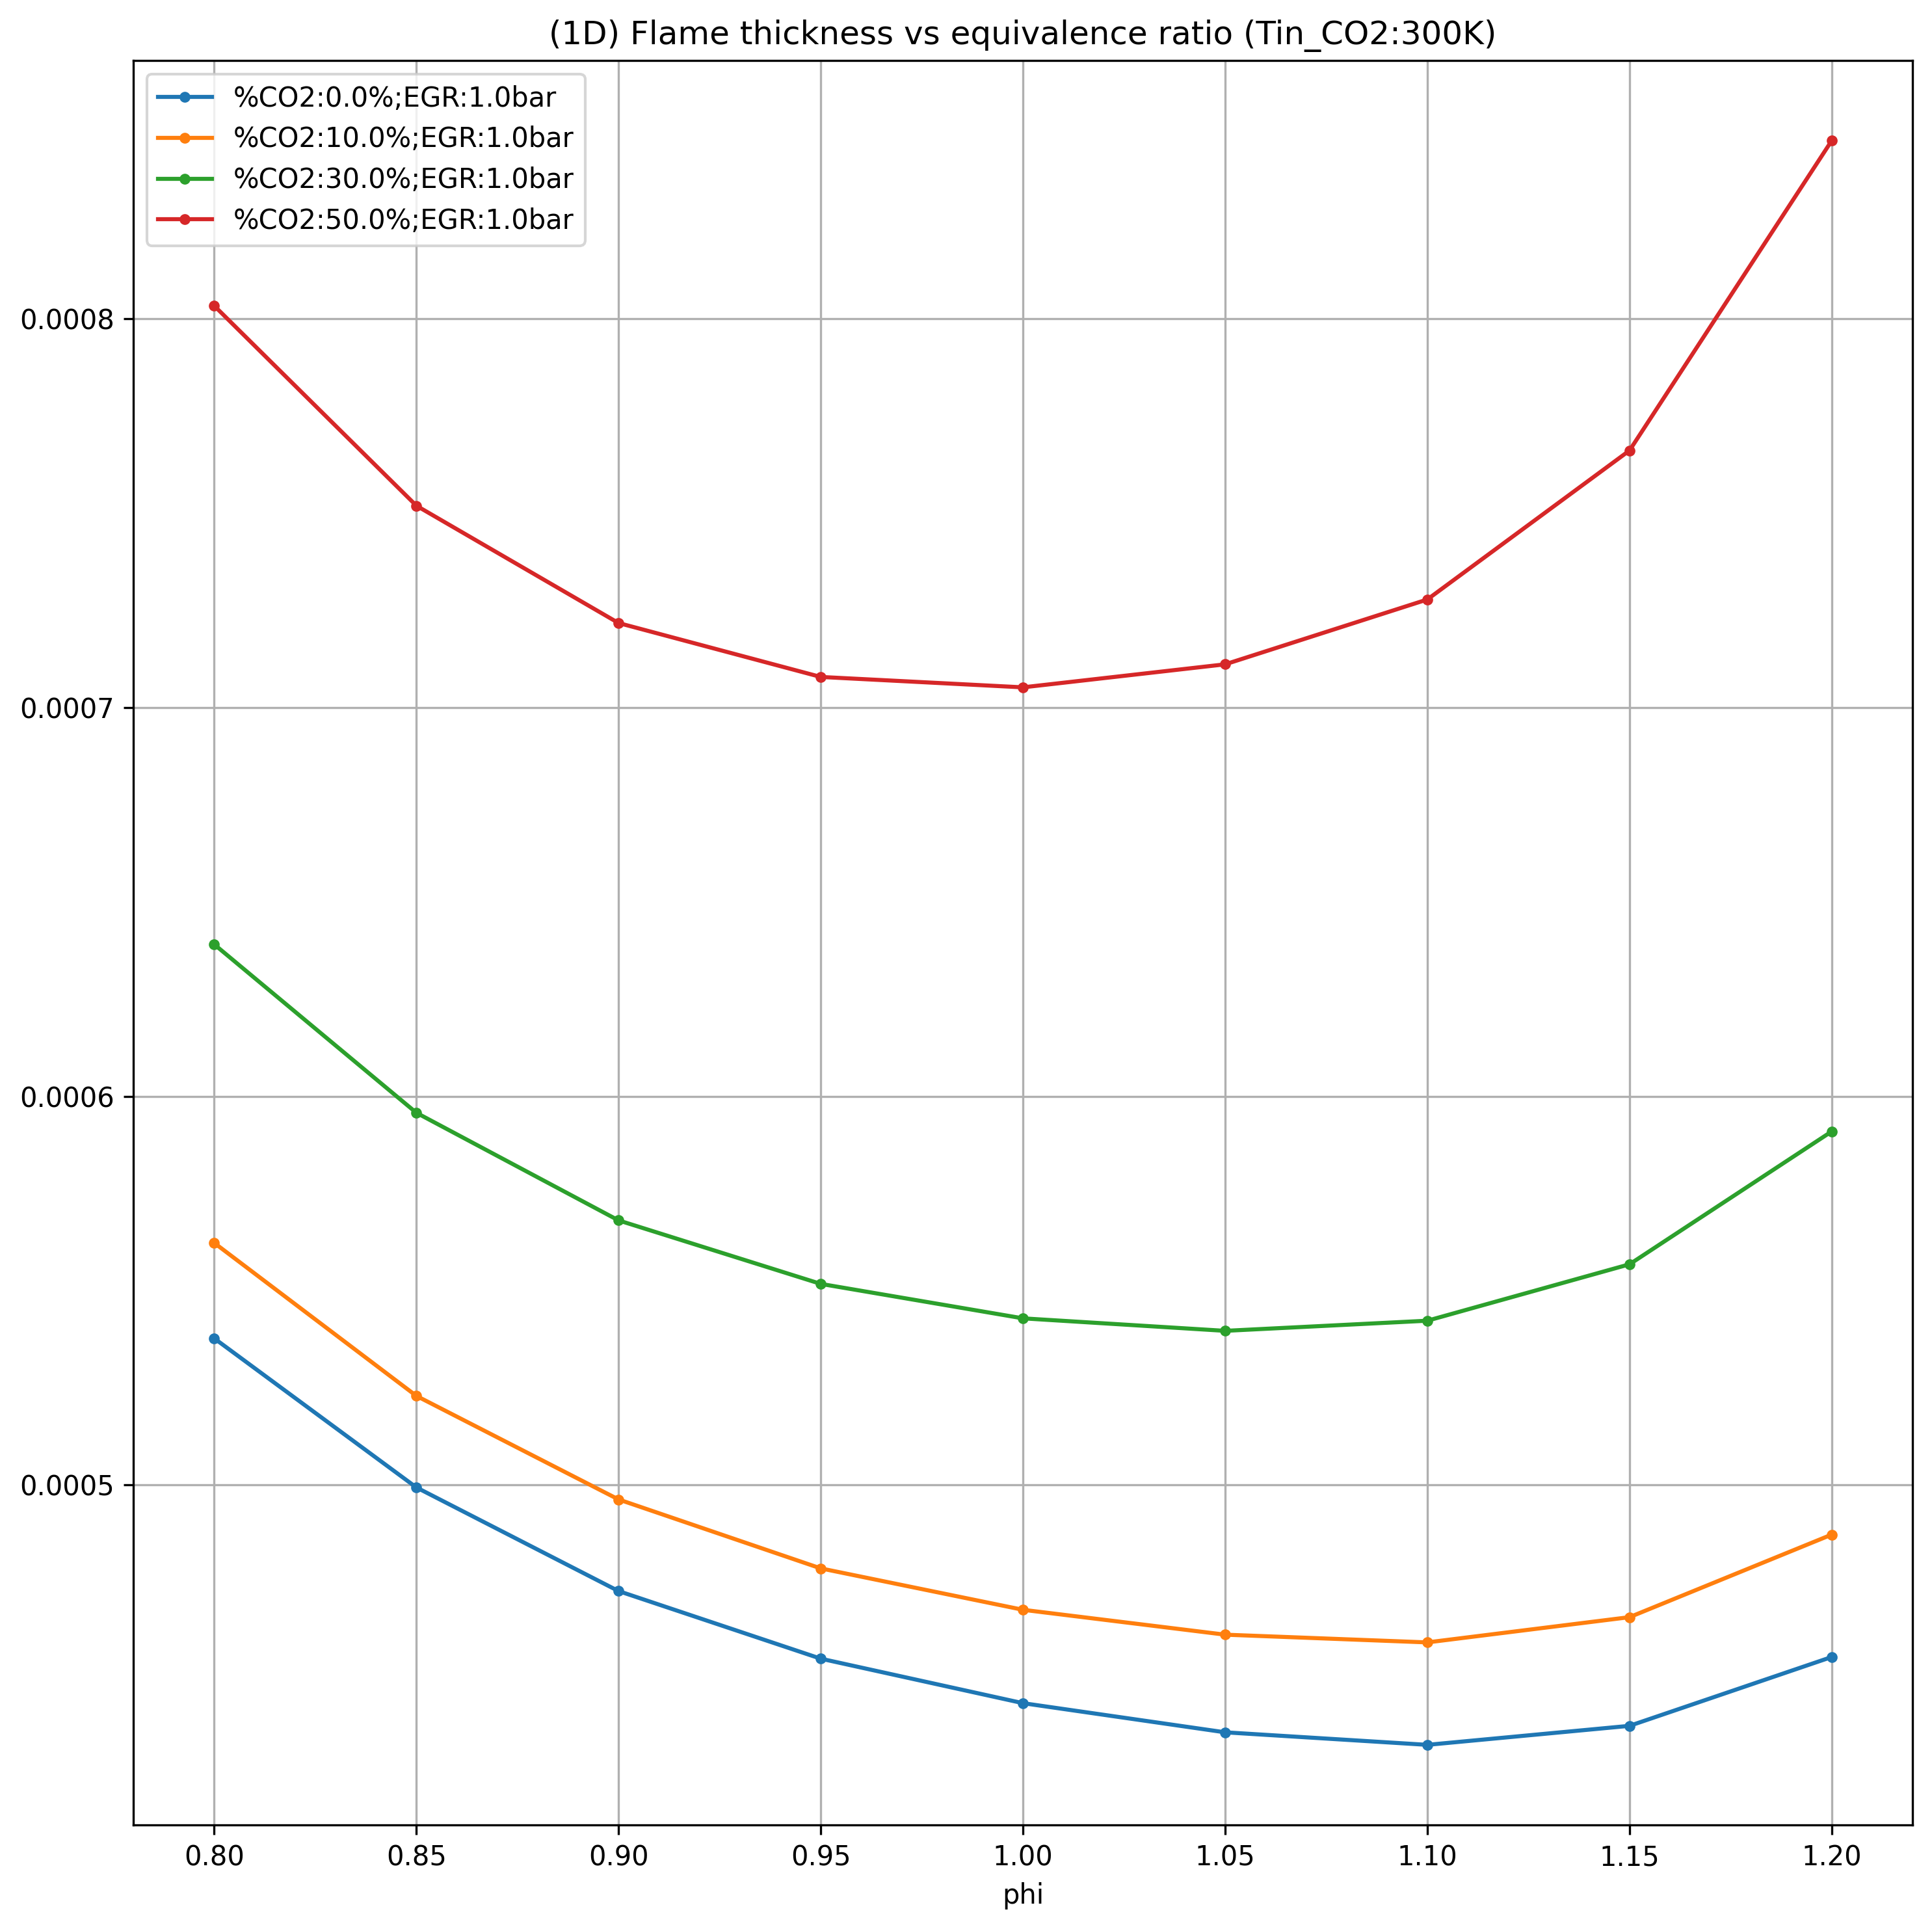 (1D) Flame thickness vs equivalence ratio (Tin_CO2:300K)
%CO2:0.0%;EGR:1.0bar
%CO2:10.0%;EGR:1.0bar
%CO2:30.0%;EGR:1.0bar
%CO2:50.0%;EGR:1.0bar
0.0008
0.0007
0.0006
0.0005
0.80 0.85 0.90 0.95 1.00 1.05 1.10 1.15 1.20
phi